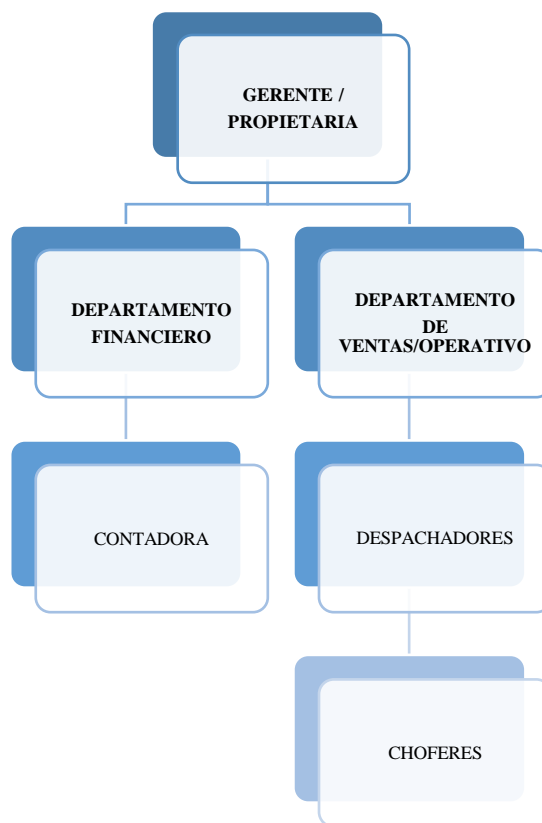 GERENTE /
PROPIETARIA
DEPARTAMENTO
FINANCIERO
DEPARTAMENTO
DE
VENTAS/OPERATIVO
CONTADORA
DESPACHADORES
CHOFERES